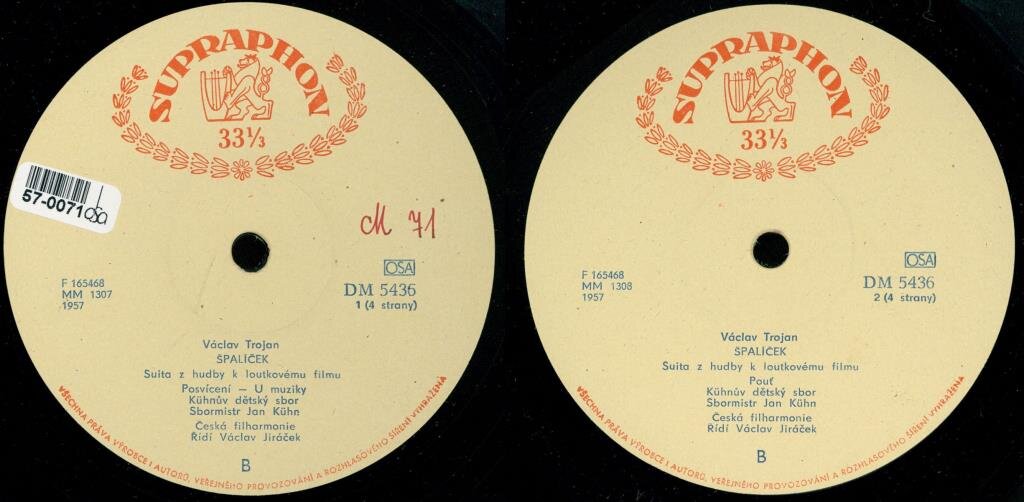 SUPRAPHON
33⅓
57-0071 OSA
M 71
OSA
F 165468
MM 1307
1957
DM 5436
1 (4 strany)
Václav Trojan
ŠPALÍČEK
Suita z hudby k loutkovému filmu
Posvícení – U muziky
Kühnův dětský sbor
Sbormistr Jan Kühn
Česká filharmonie
Řídí Václav Jiráček
B
VŠECHNA PRÁVA VÝROBCE I AUTORŮ, VEŘEJNÉHO PROVOZOVÁNÍ A ROZHLASOVÉHO ŠÍŘENÍ VYHRAŽENA
SUPRAPHON
33⅓
OSA
F 165468
MM 1308
1957
DM 5436
2 (4 strany)
Václav Trojan
ŠPALÍČEK
Suita z hudby k loutkovému filmu
Pouť
Kühnův dětský sbor
Sbormistr Jan Kühn
Česká filharmonie
Řídí Václav Jiráček
B
VŠECHNA PRÁVA VÝROBCE I AUTORŮ, VEŘEJNÉHO PROVOZOVÁNÍ A ROZHLASOVÉHO ŠÍŘENÍ VYHRAŽENA